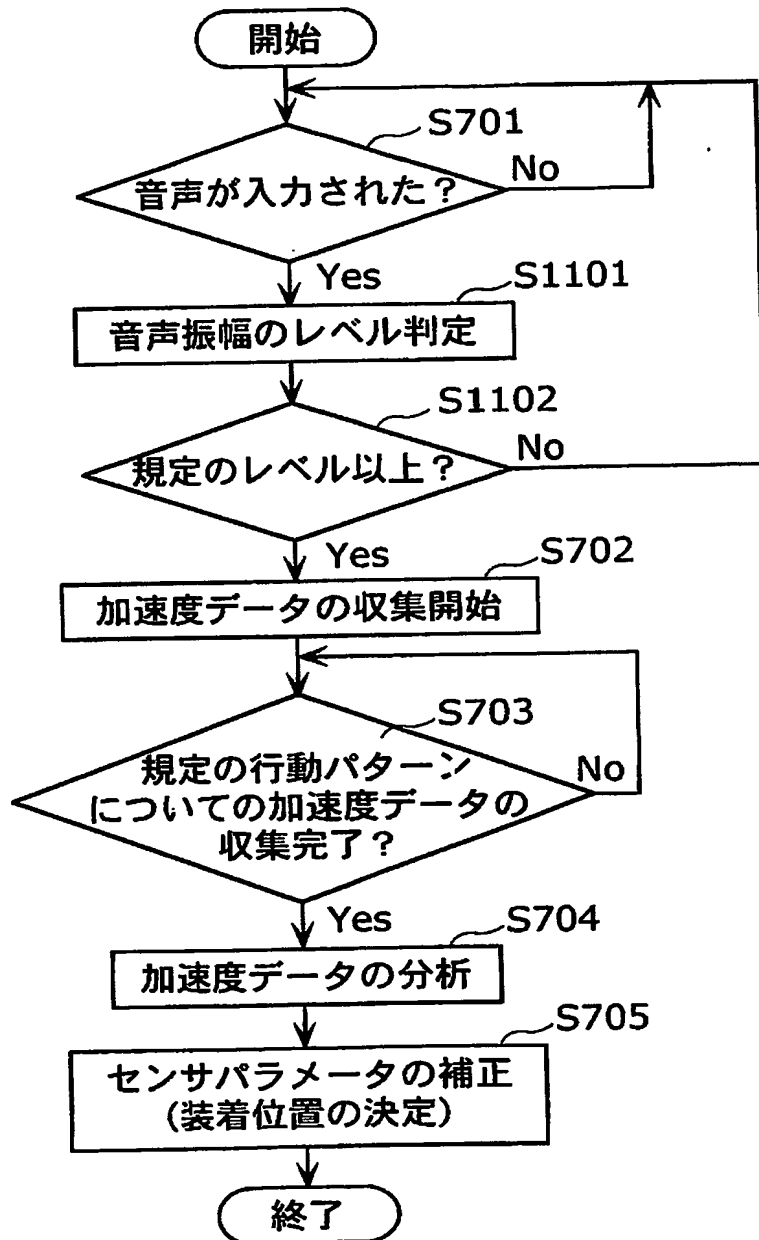 開始
S701
音声が入力された？
No
Yes
S1101
音声振幅のレベル判定
S1102
規定のレベル以上？
No
Yes
S702
加速度データの収集開始
S703
規定の行動パターン
についての加速度データの
収集完了？
No
Yes
S704
加速度データの分析
S705
センサパラメータの補正
(装着位置の決定)
終了